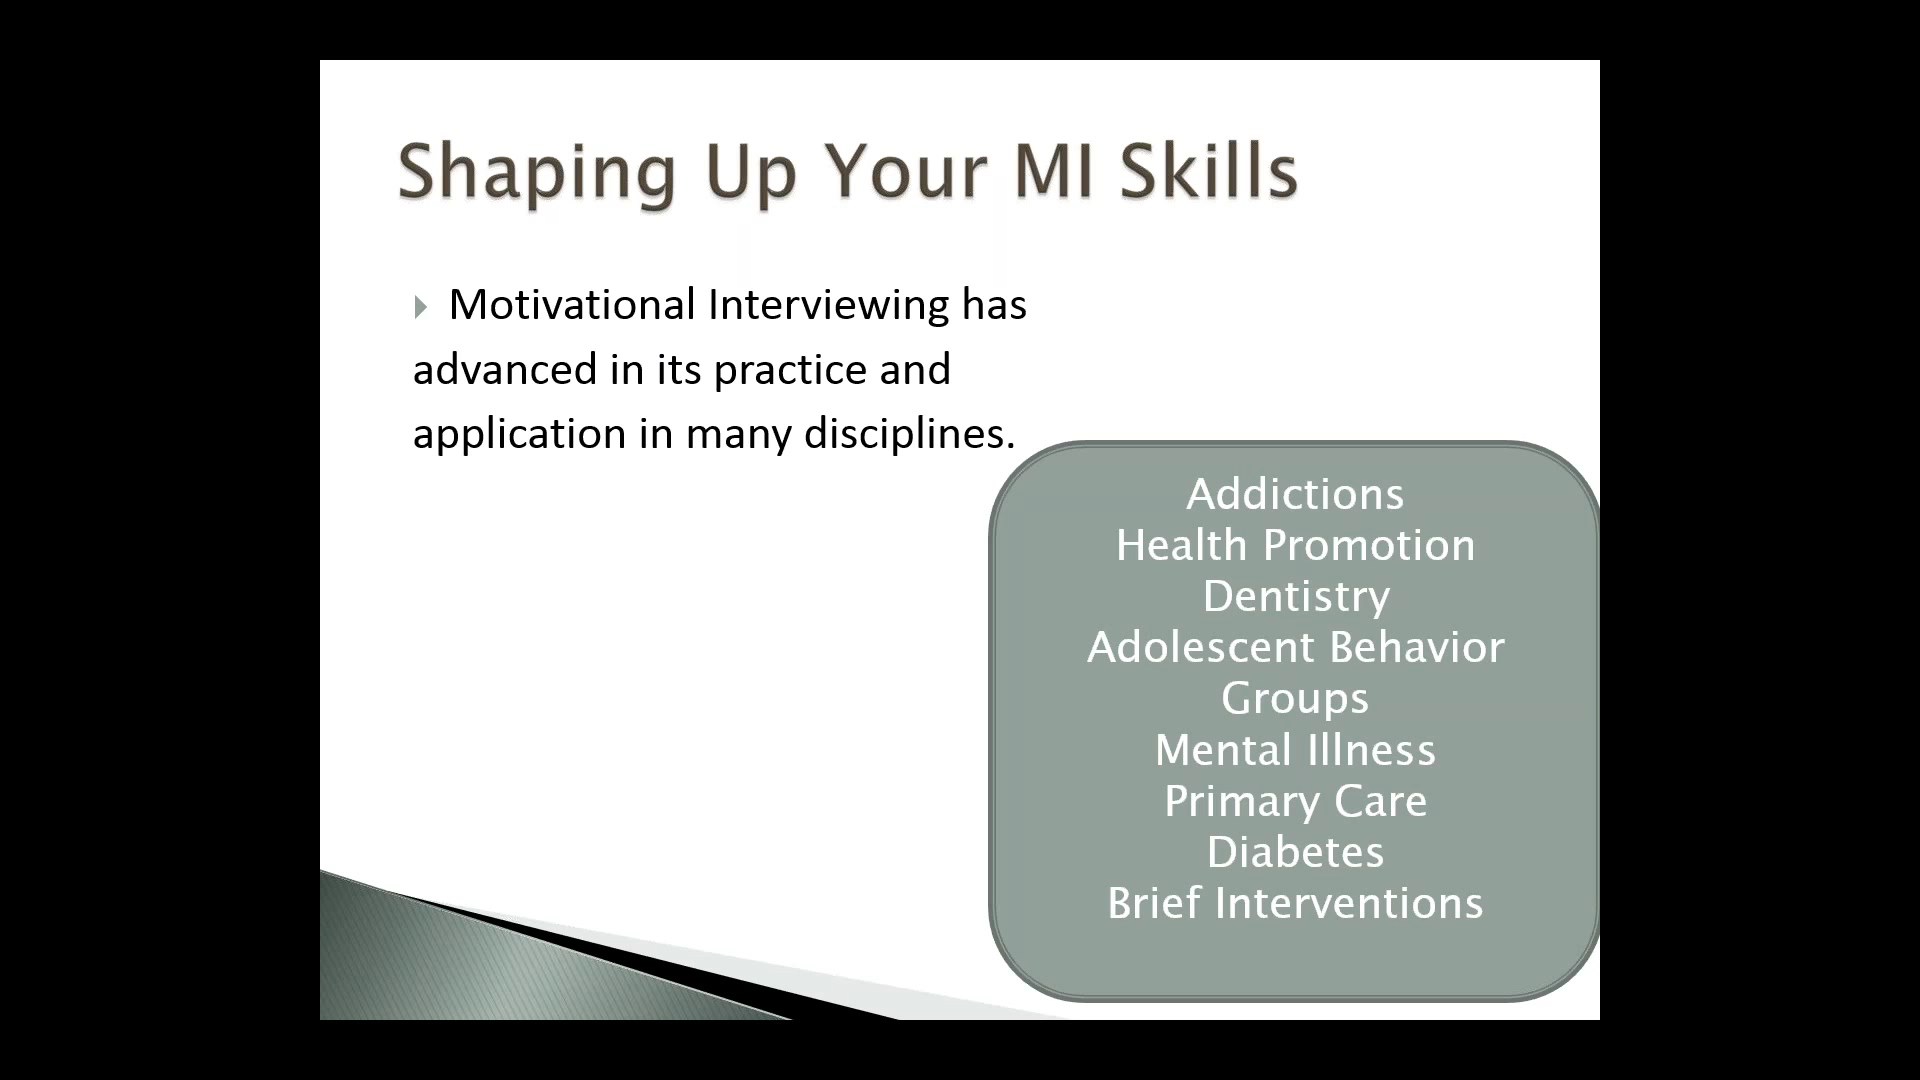 Shaping Up Your MI Skills
Motivational Interviewing has
advanced in its practice and
application in many disciplines.
Addictions
Health Promotion
Dentistry
Adolescent Behavior
Groups
Mental Illness
Primary Care
Diabetes
Brief Interventions